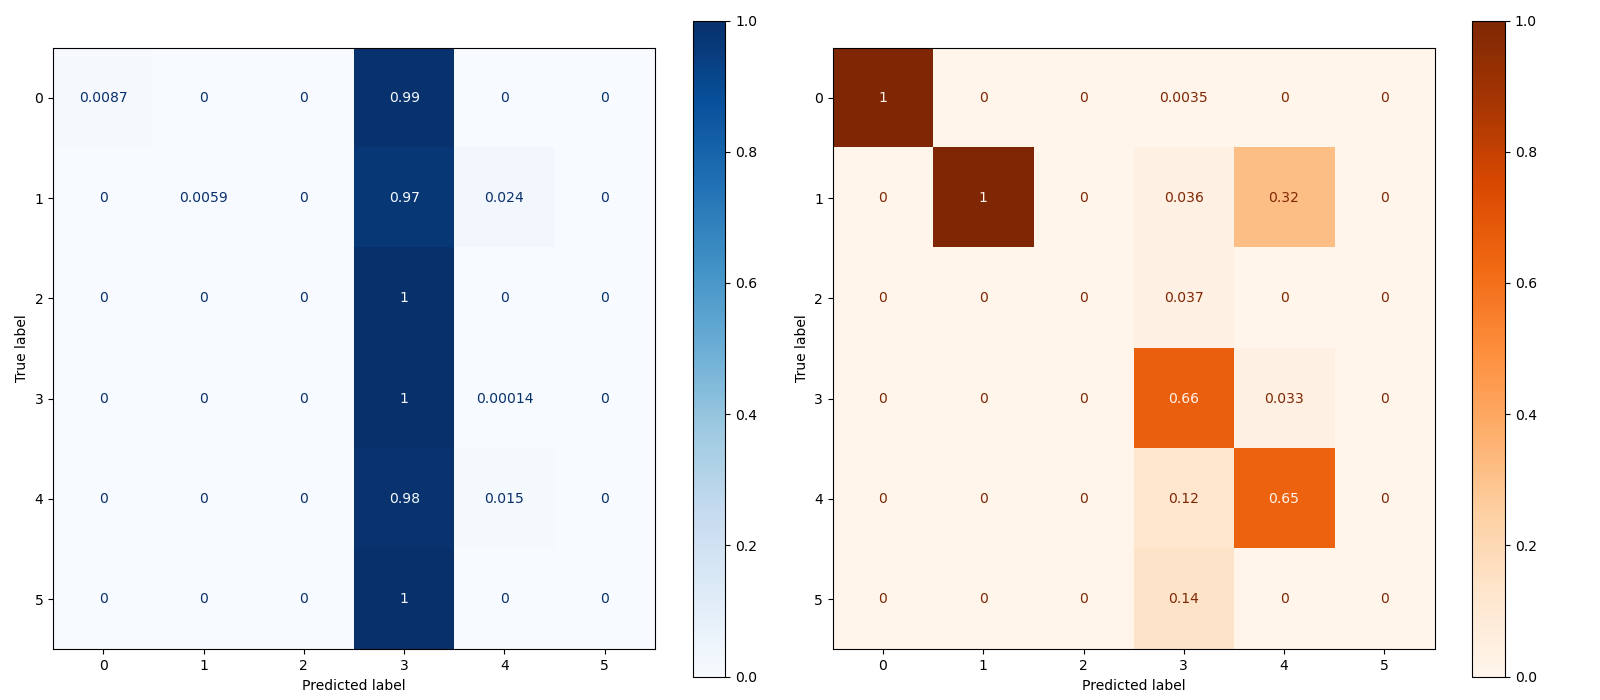 0 0.0087 0 0 0.99 0 0
1 0 0.0059 0 0.97 0.024 0
2 0 0 0 1 0 0
3 0 0 0 1 0.00014 0
4 0 0 0 0.98 0.015 0
5 0 0 0 1 0 0
0 1 2 3 4 5
True label
Predicted label
1.0
0.8
0.6
0.4
0.2
0.0
0 1 0 0 0.0035 0 0
1 0 1 0 0.036 0.32 0
2 0 0 0 0.037 0 0
3 0 0 0 0.66 0.033 0
4 0 0 0 0.12 0.65 0
5 0 0 0 0.14 0 0
0 1 2 3 4 5
True label
Predicted label
1.0
0.8
0.6
0.4
0.2
0.0